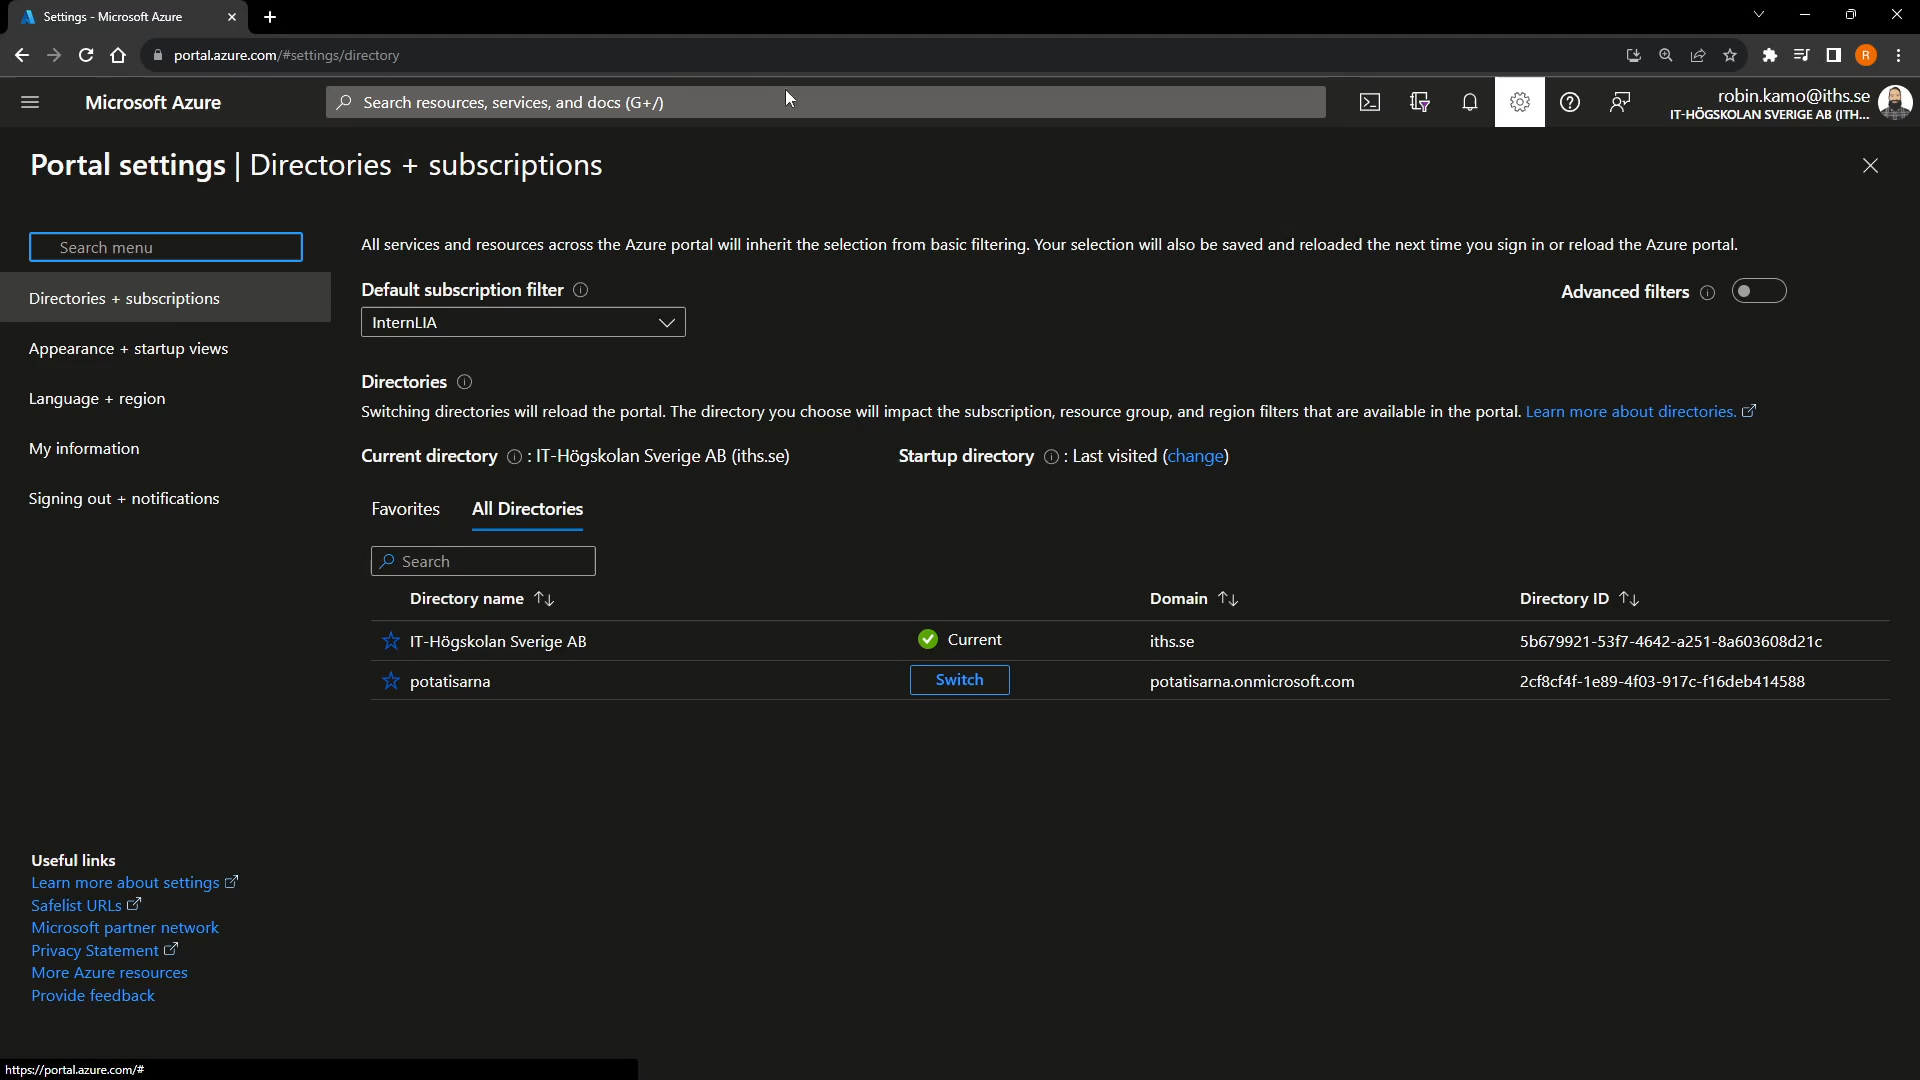 Settings - Microsoft Azure
portal.azure.com/#settings/directory
R
Microsoft Azure
Search resources, services, and docs (G+/)
robin.kamo@iths.se
IT-HÖGSKOLAN SVERIGE AB (ITH...
Portal settings | Directories + subscriptions
Search menu
Directories + subscriptions
Appearance + startup views
Language + region
My information
Signing out + notifications
All services and resources across the Azure portal will inherit the selection from basic filtering. Your selection will also be saved and reloaded the next time you sign in or reload the Azure portal.
Default subscription filter
Advanced filters
InternLIA
Directories
Switching directories will reload the portal. The directory you choose will impact the subscription, resource group, and region filters that are available in the portal. Learn more about directories.
Current directory : IT-Högskolan Sverige AB (iths.se) Startup directory : Last visited (change)
Favorites All Directories
Search
Directory name Domain Directory ID
IT-Högskolan Sverige AB Current iths.se 5b679921-53f7-4642-a251-8a603608d21c
potatisarna Switch potatisarna.onmicrosoft.com 2cf8cf4f-1e89-4f03-917c-f16deb414588
Useful links
Learn more about settings
Safelist URLs
Microsoft partner network
Privacy Statement
More Azure resources
Provide feedback
https://portal.azure.com/#